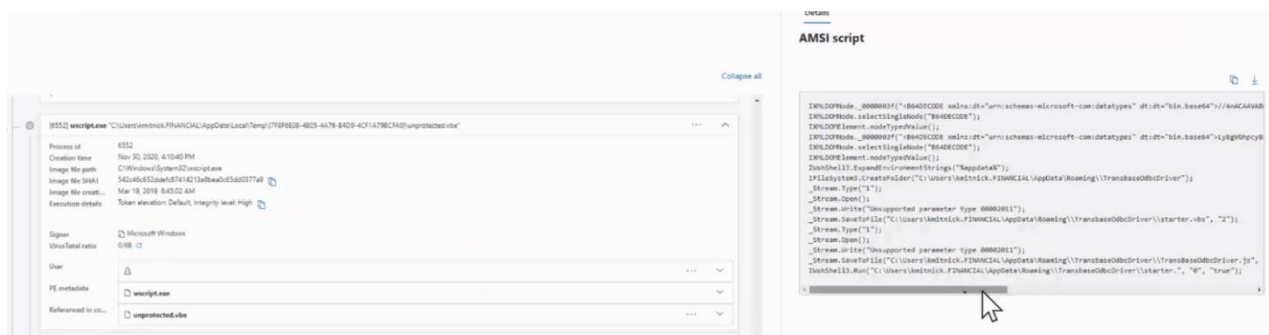 Details
AMSI script
Collapse all
[6552] wscript.exe "C:\Users\kmitnick.FINANCIAL\AppData\Local\Temp\{7F8F6E08-4805-4A76-84D9-4CF1A79BCFA9}\unprotected.vbe"
Process id 6552
Creation time Nov 30, 2020, 4:10:40 PM
Image file path C:\Windows\System32\wscript.exe
Image file SHA1
Image file creati... Mar 19, 2019, 6:45:02 AM
Execution details Token elevation: Default, Integrity level: High
Signer Microsoft Windows
VirusTotal ratio 0/68
User
PE metadata wscript.exe
Referenced in co... unprotected.vbe
IXMLDOMNode._0000003f("<B64DECODE xmlns:dt="urn:schemas-microsoft-com:datatypes" dt:dt="bin.base64">//4nACAAVAB
IXMLDOMNode.selectSingleNode("B64DECODE");
IXMLDOMElement.nodeTypedValue();
IXMLDOMNode._0000003f("<B64DECODE xmlns:dt="urn:schemas-microsoft-com:datatypes" dt:dt="bin.base64">Ly8gVGhpcyB
IXMLDOMNode.selectSingleNode("B64DECODE");
IXMLDOMElement.nodeTypedValue();
IWshShell3.ExpandEnvironmentStrings("%appdata%");
IFileSystem3.CreateFolder("C:\Users\kmitnick.FINANCIAL\AppData\Roaming\\TransbaseOdbcDriver");
_Stream.Type("1");
_Stream.Open();
_Stream.Write("Unsupported parameter type 00002011");
_Stream.SaveToFile("C:\Users\kmitnick.FINANCIAL\AppData\Roaming\\TransbaseOdbcDriver\\starter.vbs", "2");
_Stream.Type("1");
_Stream.Open();
_Stream.Write("Unsupported parameter type 00002011");
_Stream.SaveToFile("C:\Users\kmitnick.FINANCIAL\AppData\Roaming\\TransbaseOdbcDriver\\TransBaseOdbcDriver.js",
IWshShell3.Run("C:\Users\kmitnick.FINANCIAL\AppData\Roaming\\TransbaseOdbcDriver\\starter.", "0", "true");